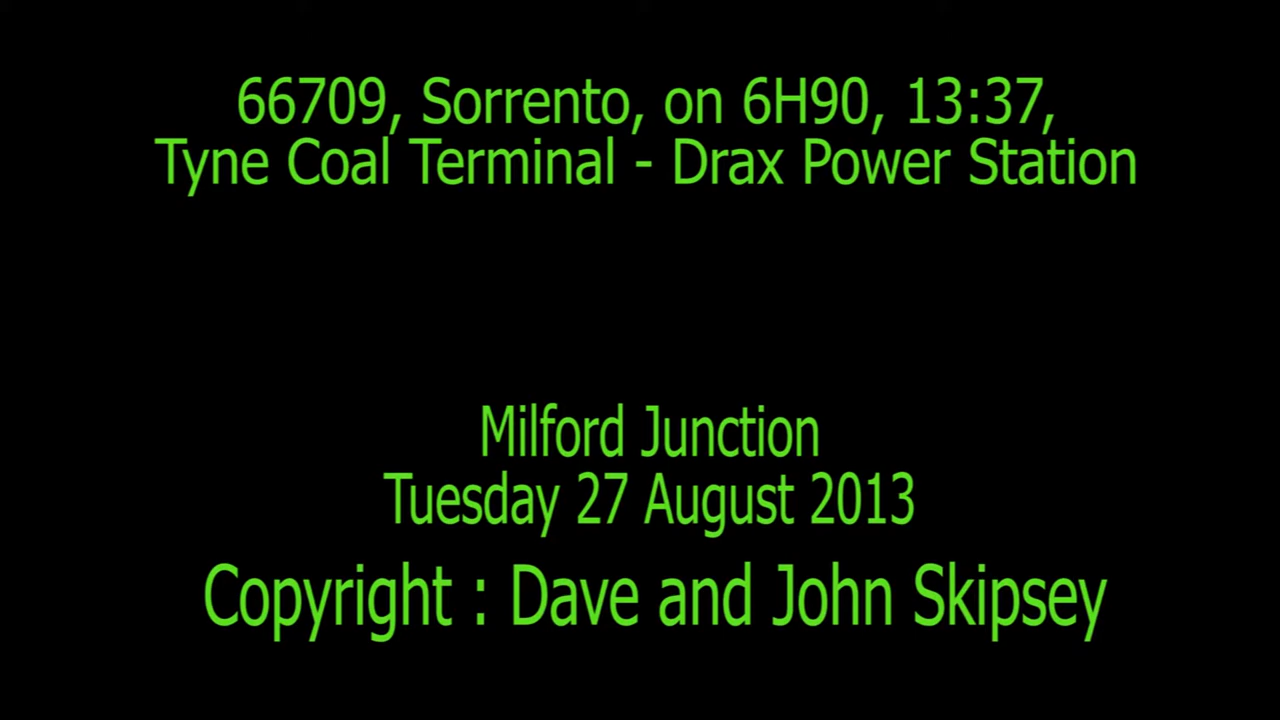 66709, Sorrento, on 6H90, 13:37,
Tyne Coal Terminal - Drax Power Station
Milford Junction
Tuesday 27 August 2013
Copyright : Dave and John Skipsey